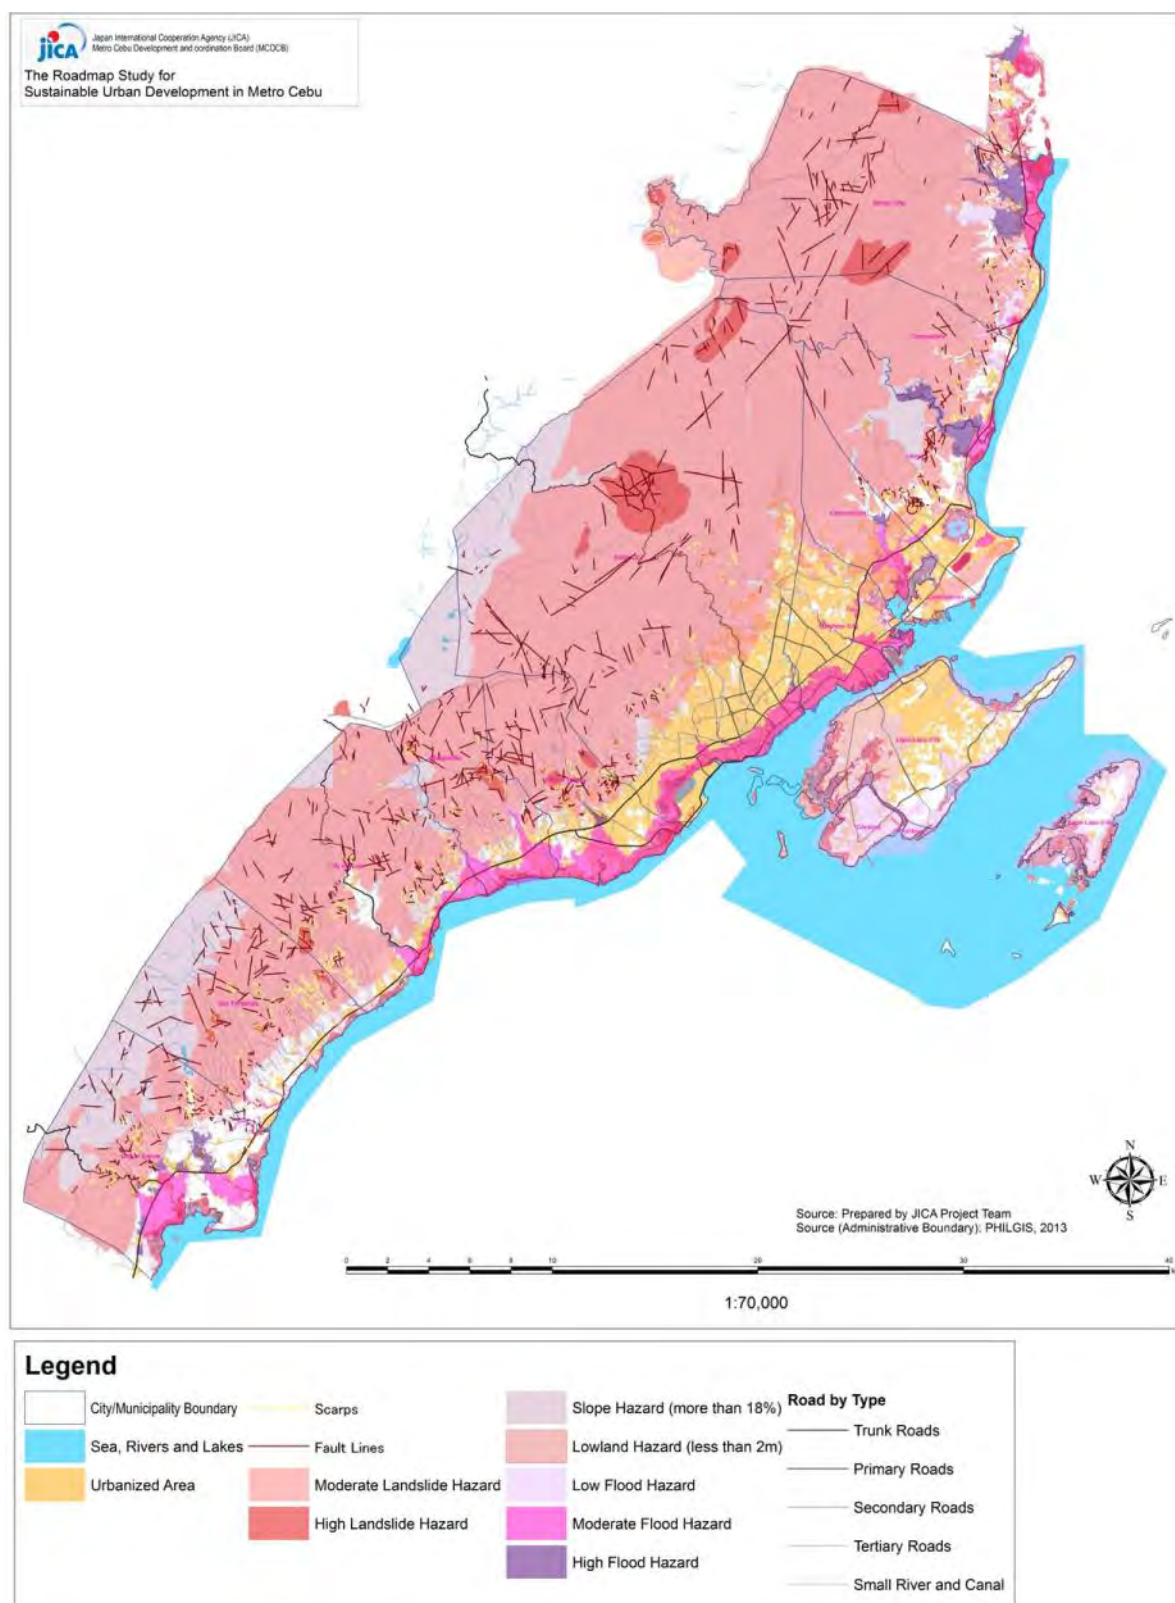 jICA
Japan International Cooperation Agency (JICA)
Metro Cebu Development and oordination Board (MCDCB)
The Roadmap Study for
Sustainable Urban Development in Metro Cebu
N
W E
S
Source: Prepared by JICA Project Team
Source (Administrative Boundary): PHILGIS, 2013
0 2 4 6 8 10 20 30 40
1:70,000
Legend
City/Municipality Boundary
Sea, Rivers and Lakes
Urbanized Area
Scarps
Fault Lines
Moderate Landslide Hazard
High Landslide Hazard
Slope Hazard (more than 18%)
Lowland Hazard (less than 2m)
Low Flood Hazard
Moderate Flood Hazard
High Flood Hazard
Road by Type
Trunk Roads
Primary Roads
Secondary Roads
Tertiary Roads
Small River and Canal